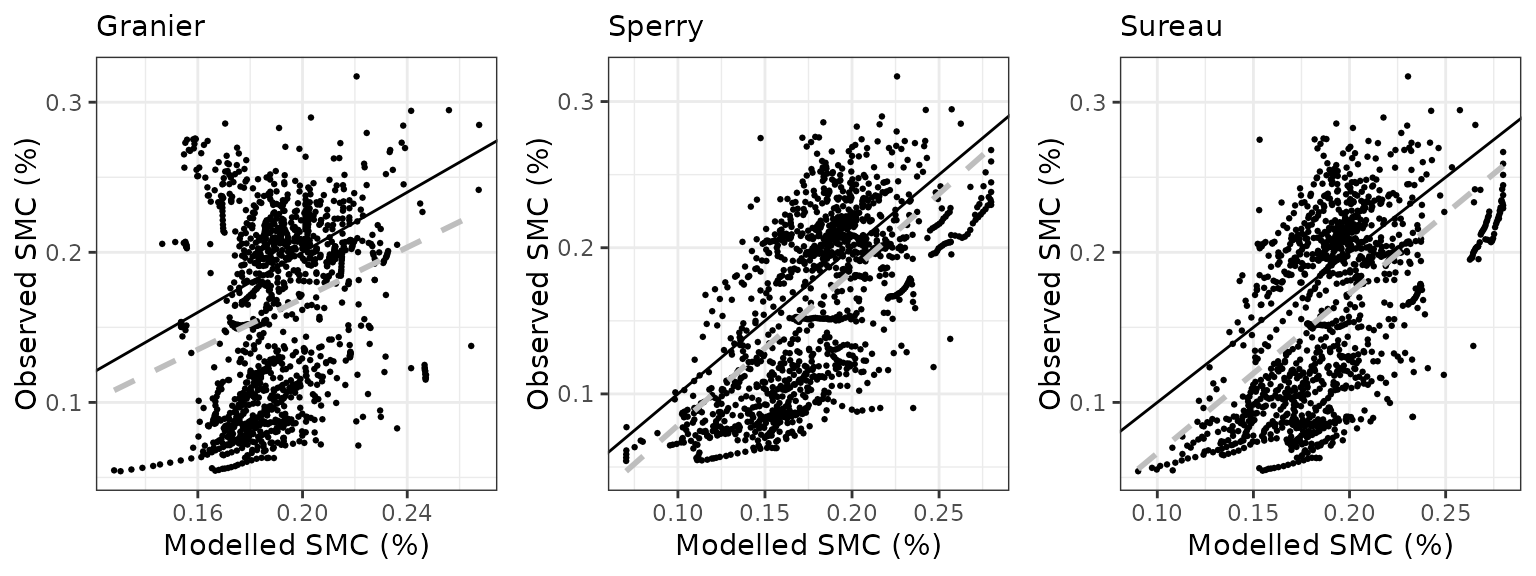 Granier
Sperry
Sureau
Observed SMC (%)
0.3
0.2
0.1
0.16 0.20 0.24
Modelled SMC (%)
Observed SMC (%)
0.3
0.2
0.1
0.10 0.15 0.20 0.25
Modelled SMC (%)
Observed SMC (%)
0.3
0.2
0.1
0.10 0.15 0.20 0.25
Modelled SMC (%)